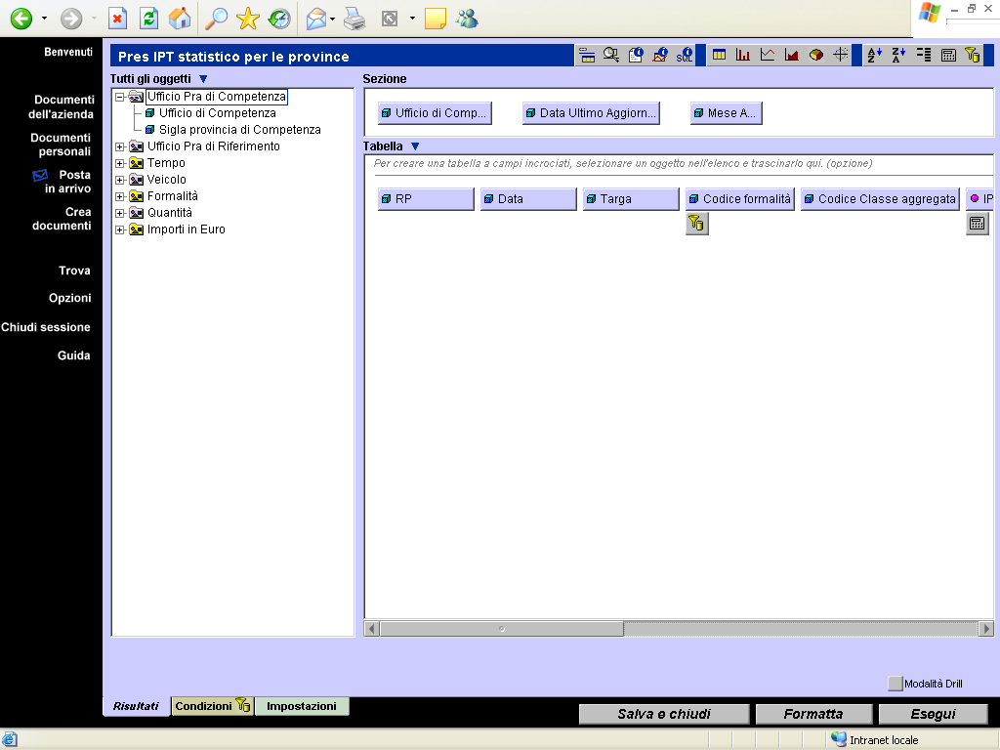 Benvenuti
Documenti
dell'azienda
Documenti
personali
Posta
in arrivo
Crea
documenti
Trova
Opzioni
Chiudi sessione
Guida
Pres IPT statistico per le province
SQL
A
Z
Z
A
Tutti gli oggetti
Ufficio Pra di Competenza
Ufficio di Competenza
Sigla provincia di Competenza
Ufficio Pra di Riferimento
Tempo
Veicolo
Formalità
Quantità
Importi in Euro
Sezione
Ufficio di Comp...
Data Ultimo Aggiorn...
Mese A...
Tabella
Per creare una tabella a campi incrociati, selezionare un oggetto nell'elenco e trascinarlo qui. (opzione)
RP
Data
Targa
Codice formalità
Codice Classe aggregata
IP
Modalità Drill
Risultati
Condizioni
Impostazioni
Salva e chiudi
Formatta
Esegui
Intranet locale